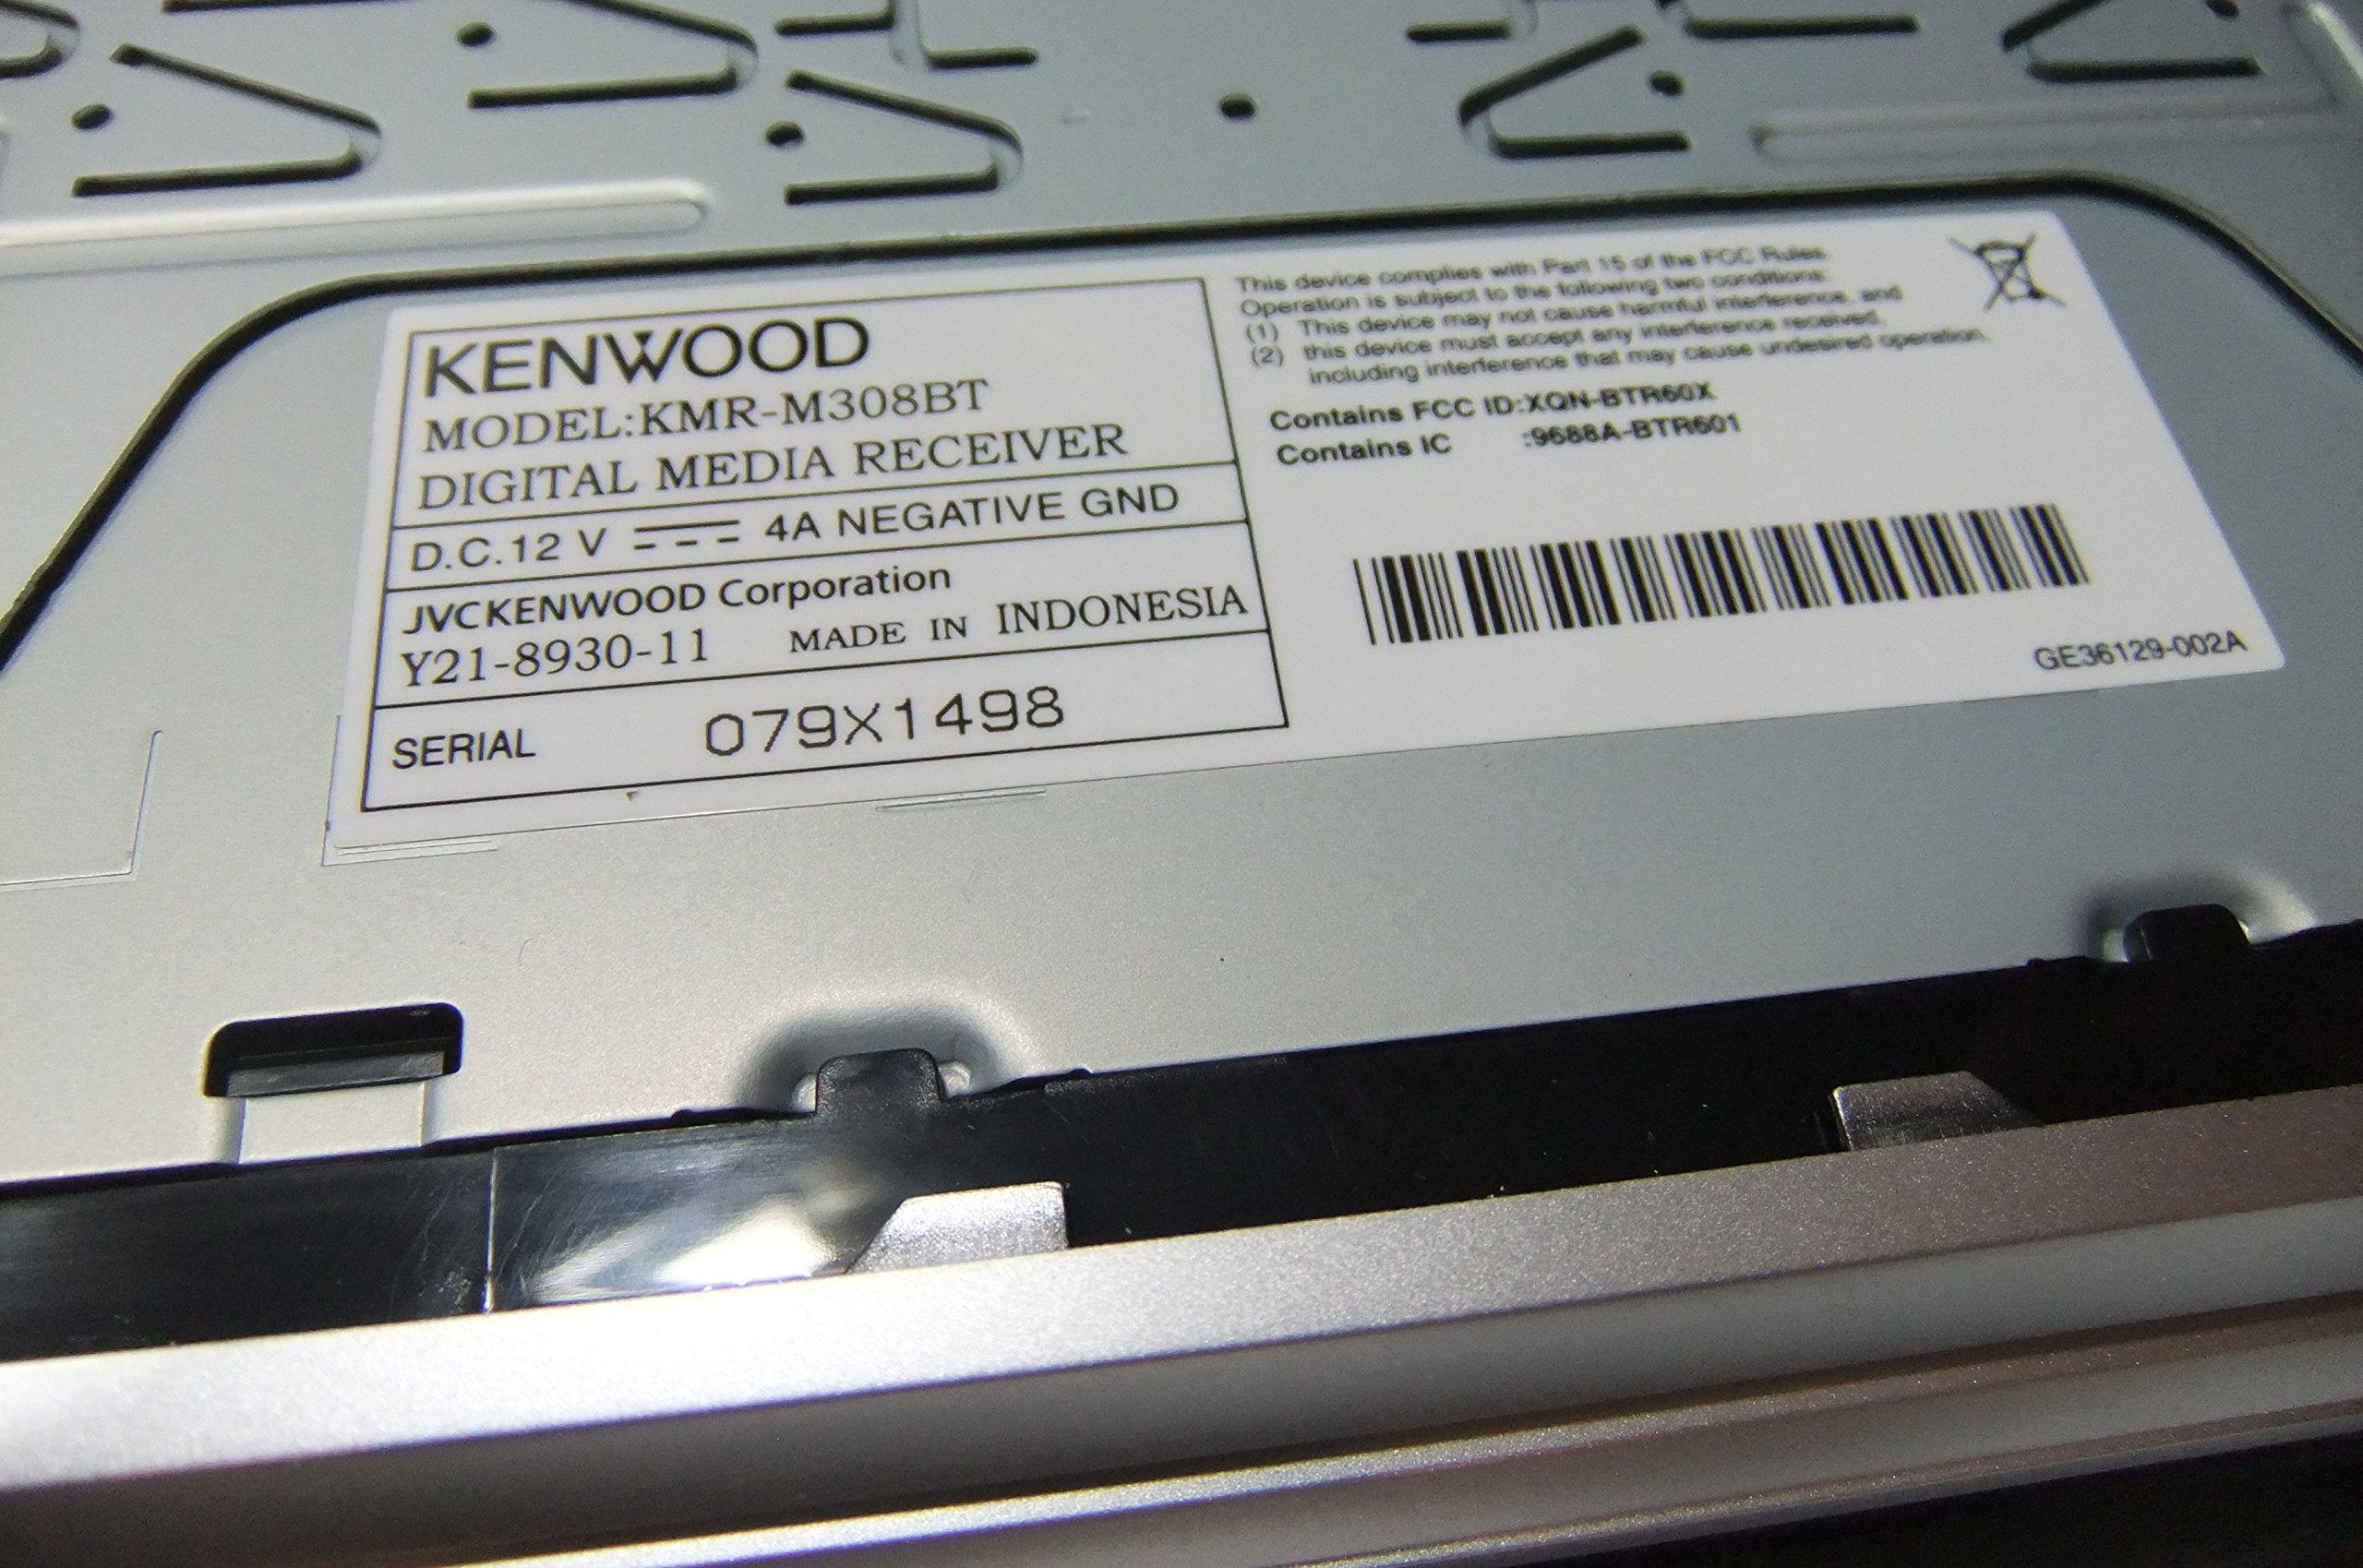 KENWOOD
MODEL:KMR-M308BT
DIGITAL MEDIA RECEIVER
D.C.12 V 4A NEGATIVE GND
JVCKENWOOD Corporation
Y21-8930-11 MADE IN INDONESIA
SERIAL 079X1498
This device complies with Part 15 of the FCC Rules.
Operation is subject to the following two conditions:
(1) This device may not cause harmful interference, and
(2) this device must accept any interference received,
including interference that may cause undesired operation.
Contains FCC ID:XQN-BTR60X
Contains IC :9688A-BTR601
GE36129-002A